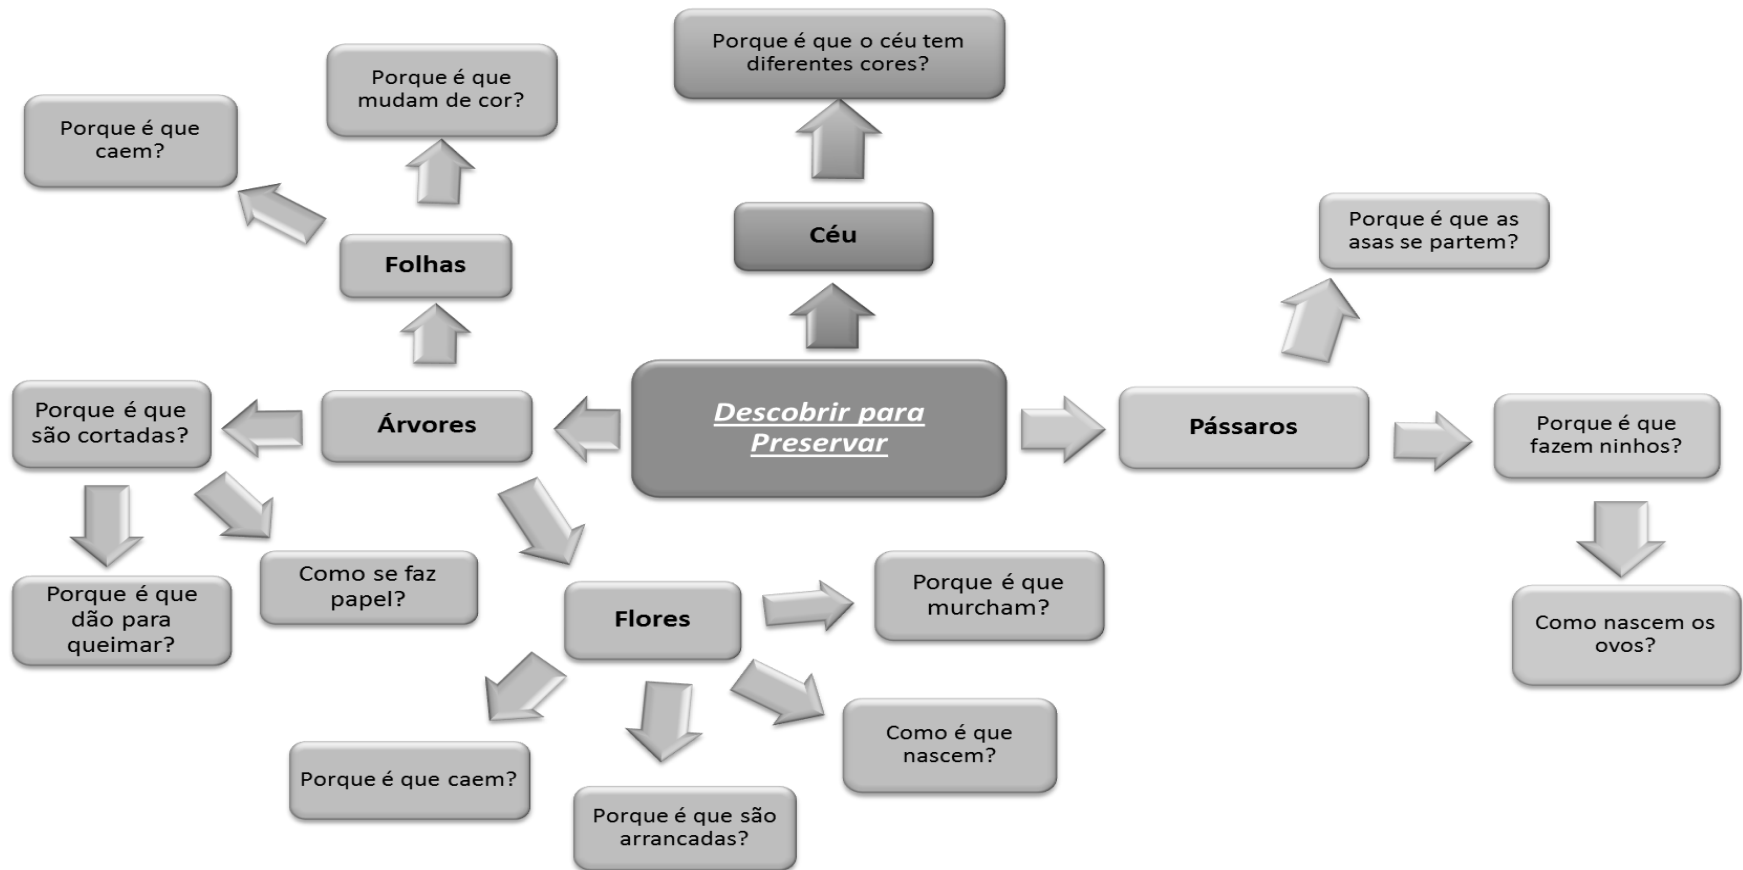 Porque é que o céu tem
diferentes cores?
Porque é que
mudam de cor?
Porque é que
caem?
Céu
Porque é que as
asas se partem?
Folhas
Descobrir para
Preservar
Árvores
Porque é que
são cortadas?
Pássaros
Porque é que
fazem ninhos?
Porque é que
dão para
queimar?
Como se faz
papel?
Flores
Porque é que
murcham?
Como nascem os
ovos?
Como é que
nascem?
Porque é que caem?
Porque é que são
arrancadas?